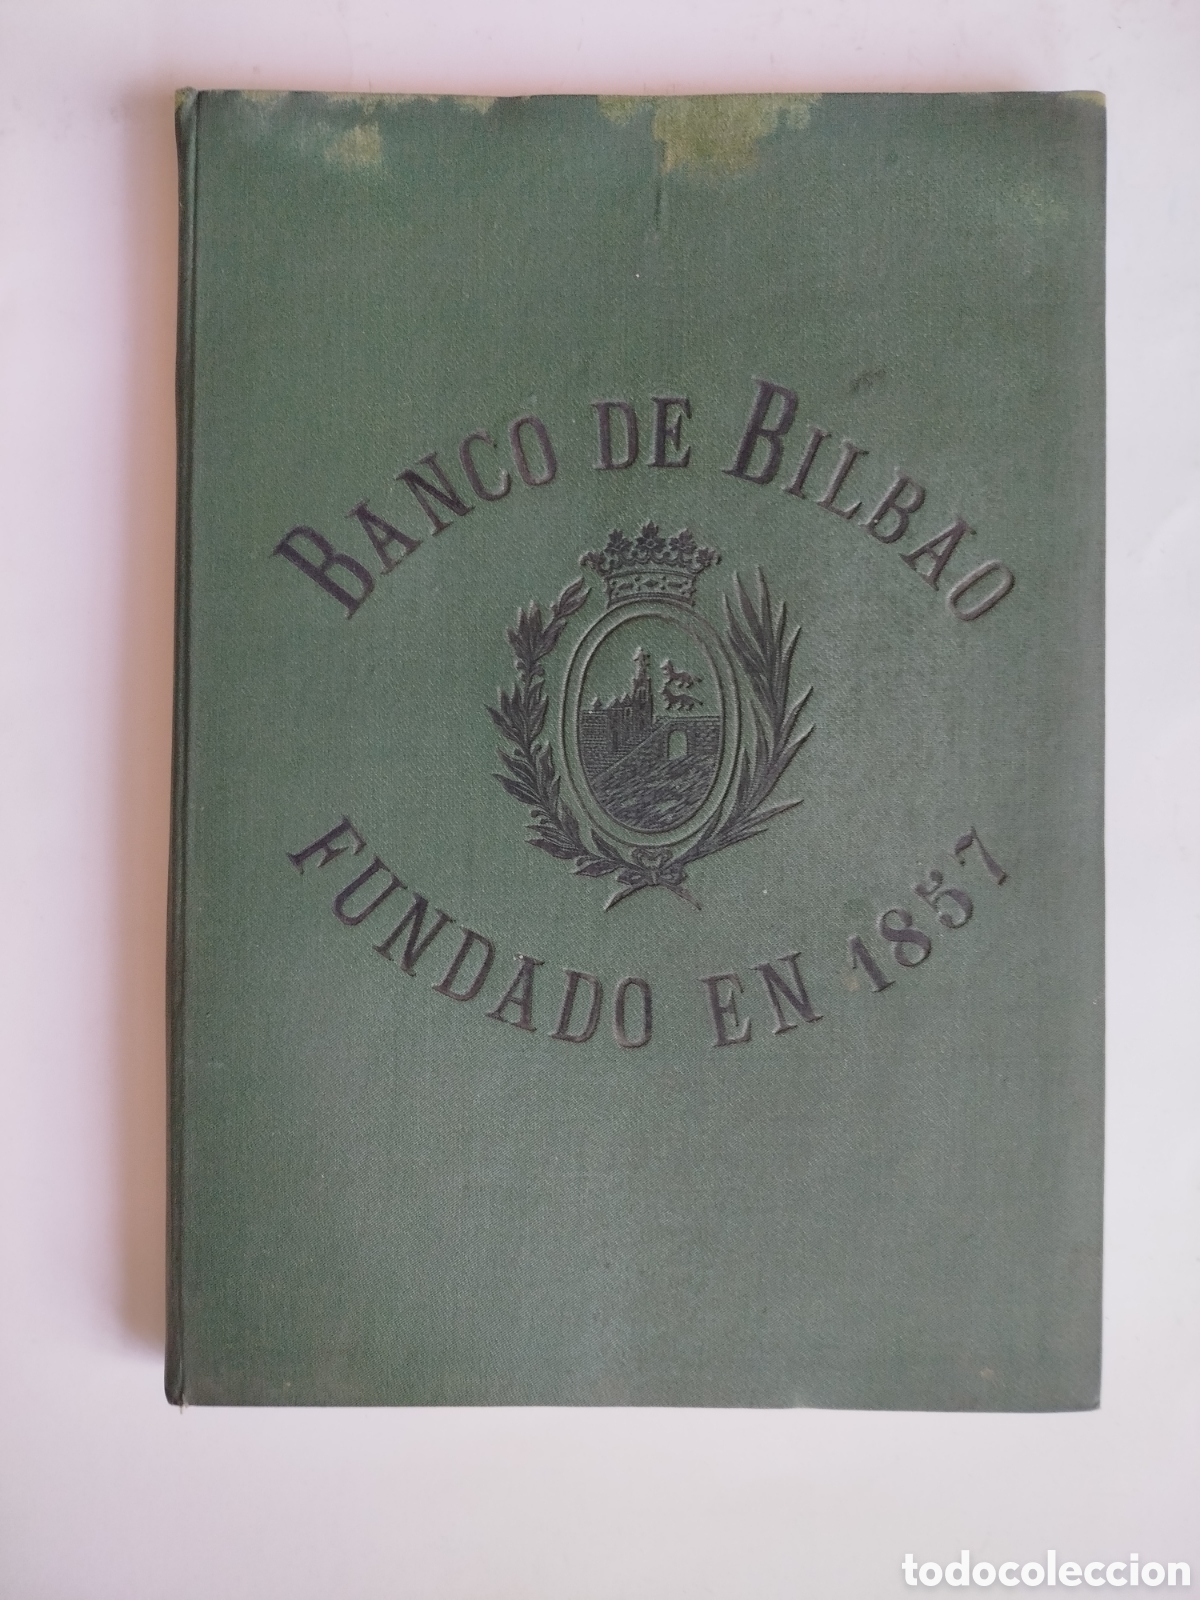 BANCO DE BILBAO
FUNDADO EN 1857
todocoleccion